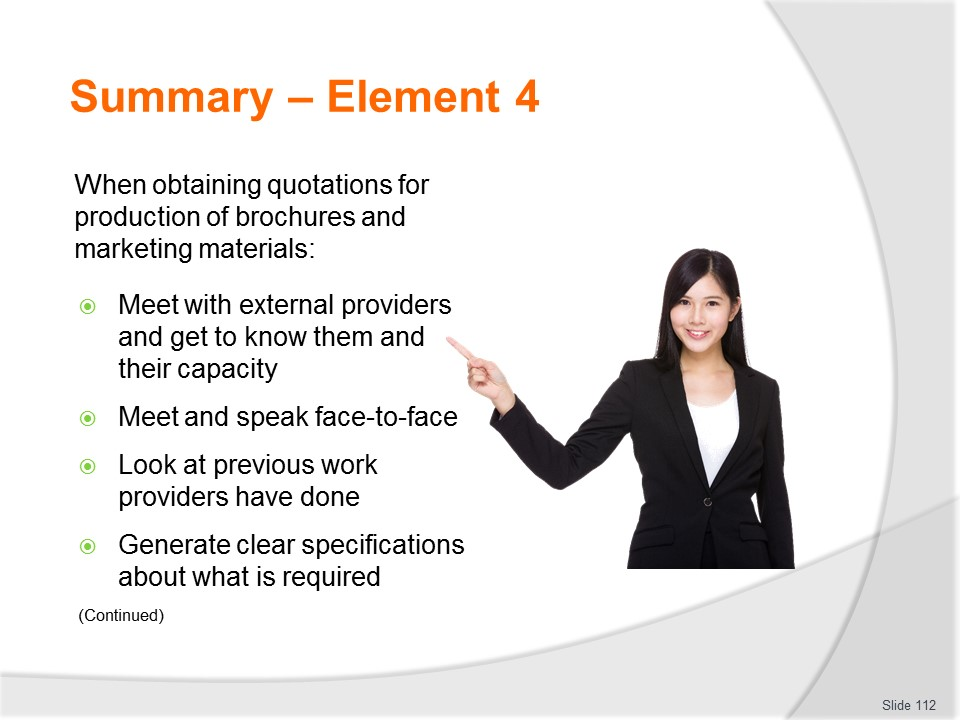 Summary – Element 4
When obtaining quotations for
production of brochures and
marketing materials:
Meet with external providers
and get to know them and
their capacity
Meet and speak face-to-face
Look at previous work
providers have done
Generate clear specifications
about what is required
(Continued)
Slide 112